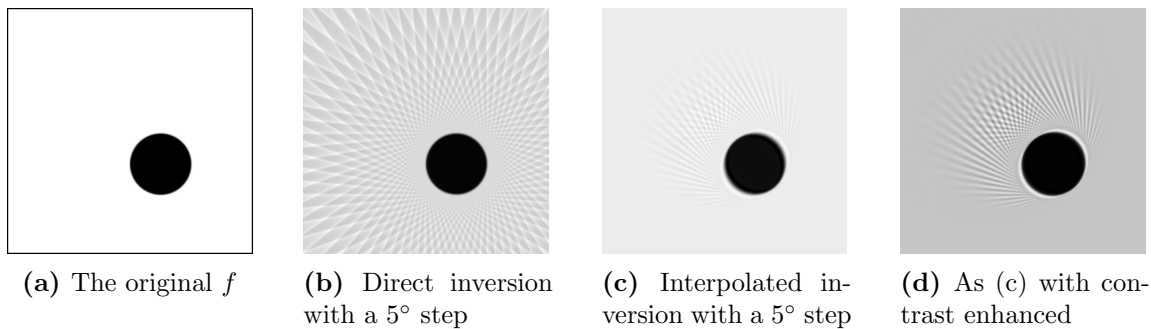 (a) The original f
(b) Direct inversion
with a 5° step
(c) Interpolated in-
version with a 5° step
(d) As (c) with con-
trast enhanced